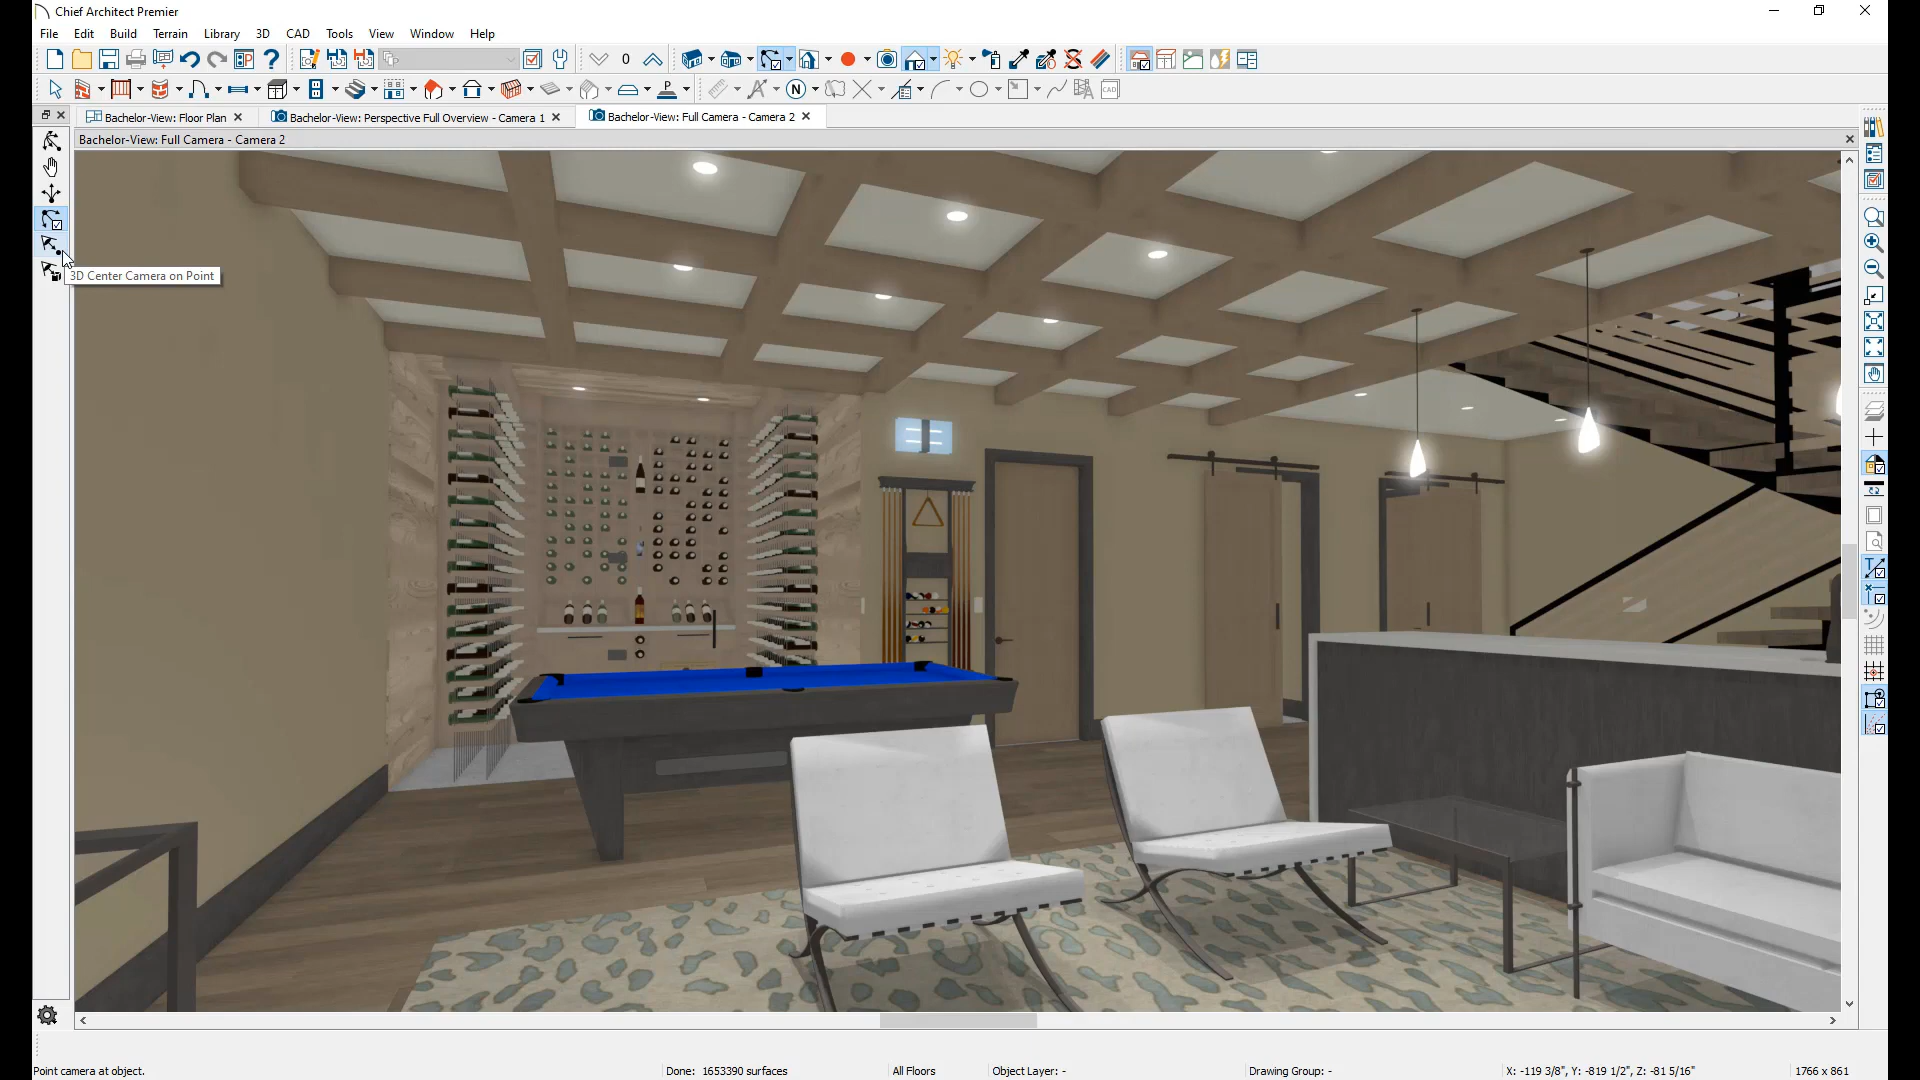 Chief Architect Premier
File Edit Build Terrain Library 3D CAD Tools View Window Help
0
N
P
CAD
Bachelor-View: Floor Plan
Bachelor-View: Perspective Full Overview - Camera 1
Bachelor-View: Full Camera - Camera 2
Bachelor-View: Full Camera - Camera 2
3D Center Camera on Point
Point camera at object.
Done: 1653390 surfaces
All Floors
Object Layer: -
Drawing Group: -
X: -119 3/8", Y: -819 1/2", Z: -81 5/16"
1766 x 861